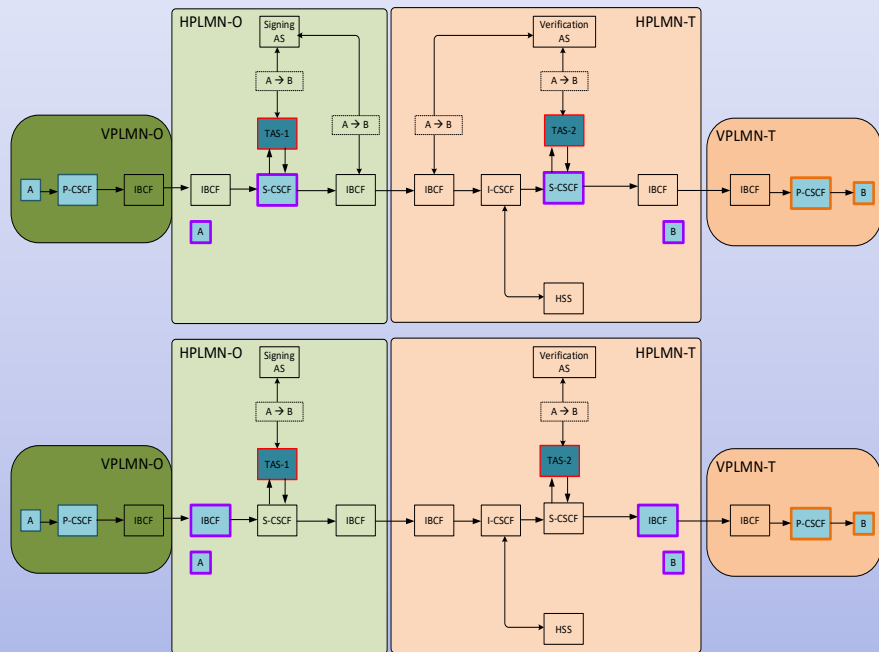 HPLMN-O
HPLMN-T
Signing
AS
Verification
AS
A → B
A → B
A → B
A → B
VPLMN-O
TAS-1
TAS-2
VPLMN-T
A
P-CSCF
IBCF
IBCF
S-CSCF
IBCF
IBCF
I-CSCF
S-CSCF
IBCF
IBCF
P-CSCF
B
A
B
HSS
HPLMN-O
HPLMN-T
Signing
AS
Verification
AS
A → B
A → B
VPLMN-O
TAS-1
TAS-2
VPLMN-T
A
P-CSCF
IBCF
IBCF
S-CSCF
IBCF
IBCF
I-CSCF
S-CSCF
IBCF
IBCF
P-CSCF
B
A
B
HSS